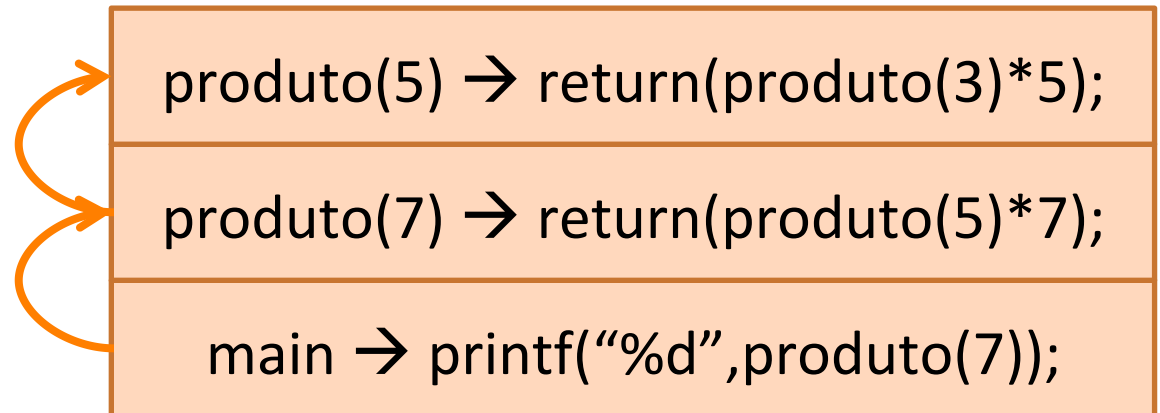 produto(5) → return(produto(3)*5);
produto(7) → return(produto(5)*7);
main → printf(“%d”,produto(7));